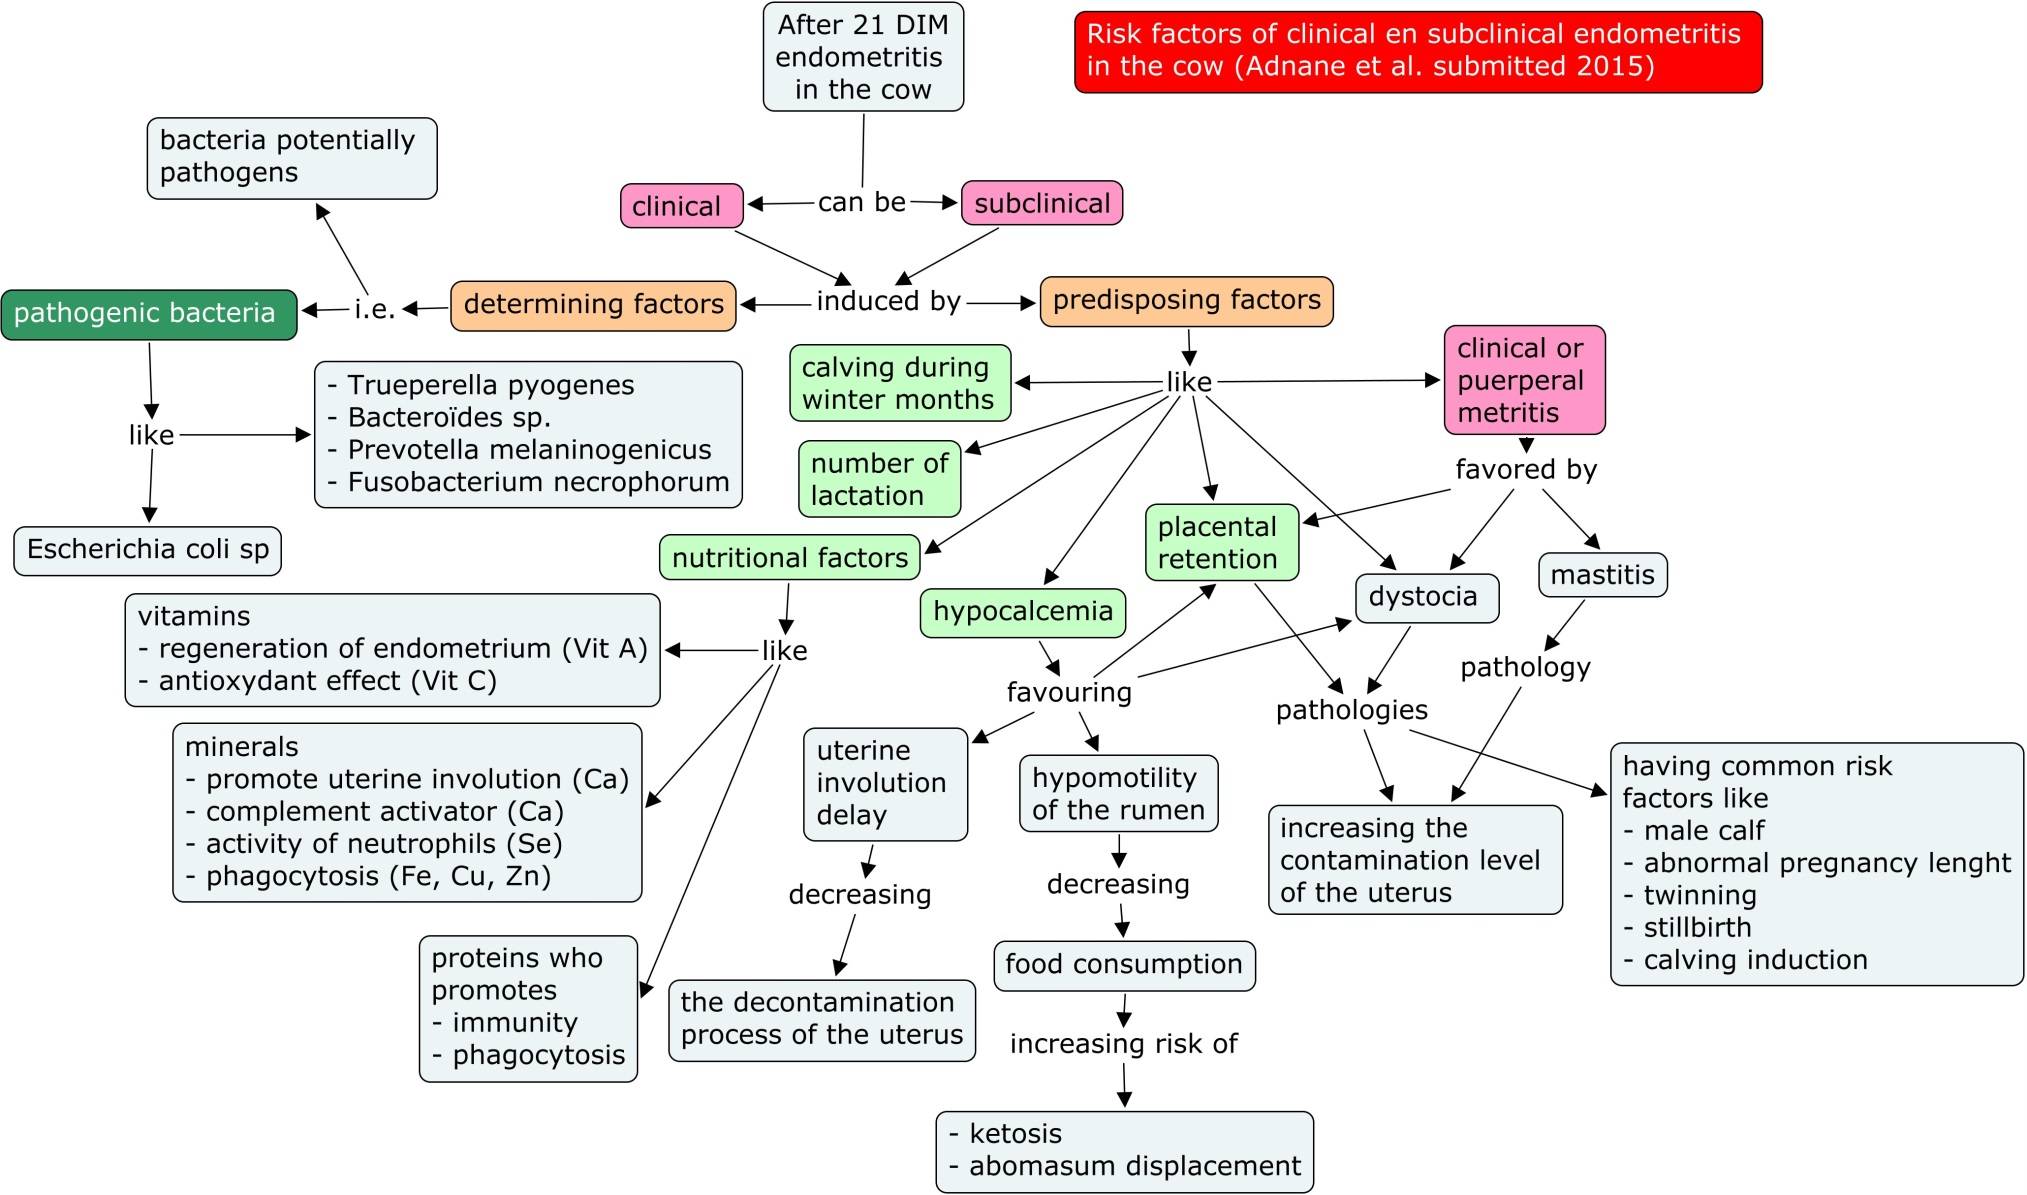 After 21 DIM
endometritis
in the cow
Risk factors of clinical en subclinical endometritis
in the cow (Adnane et al. submitted 2015)
bacteria potentially
pathogens
clinical
can be
subclinical
pathogenic bacteria
i.e.
determining factors
induced by
predisposing factors
calving during
winter months
like
clinical or
puerperal
metritis
like
- Trueperella pyogenes
- Bacteroïdes sp.
- Prevotella melaninogenicus
- Fusobacterium necrophorum
number of
lactation
favored by
Escherichia coli sp
nutritional factors
placental
retention
hypocalcemia
dystocia
mastitis
vitamins
- regeneration of endometrium (Vit A)
- antioxydant effect (Vit C)
like
favouring
pathologies
pathology
minerals
- promote uterine involution (Ca)
- complement activator (Ca)
- activity of neutrophils (Se)
- phagocytosis (Fe, Cu, Zn)
uterine
involution
delay
hypomotility
of the rumen
increasing the
contamination level
of the uterus
having common risk
factors like
- male calf
- abnormal pregnancy lenght
- twinning
- stillbirth
- calving induction
decreasing
decreasing
proteins who
promotes
- immunity
- phagocytosis
the decontamination
process of the uterus
food consumption
increasing risk of
- ketosis
- abomasum displacement